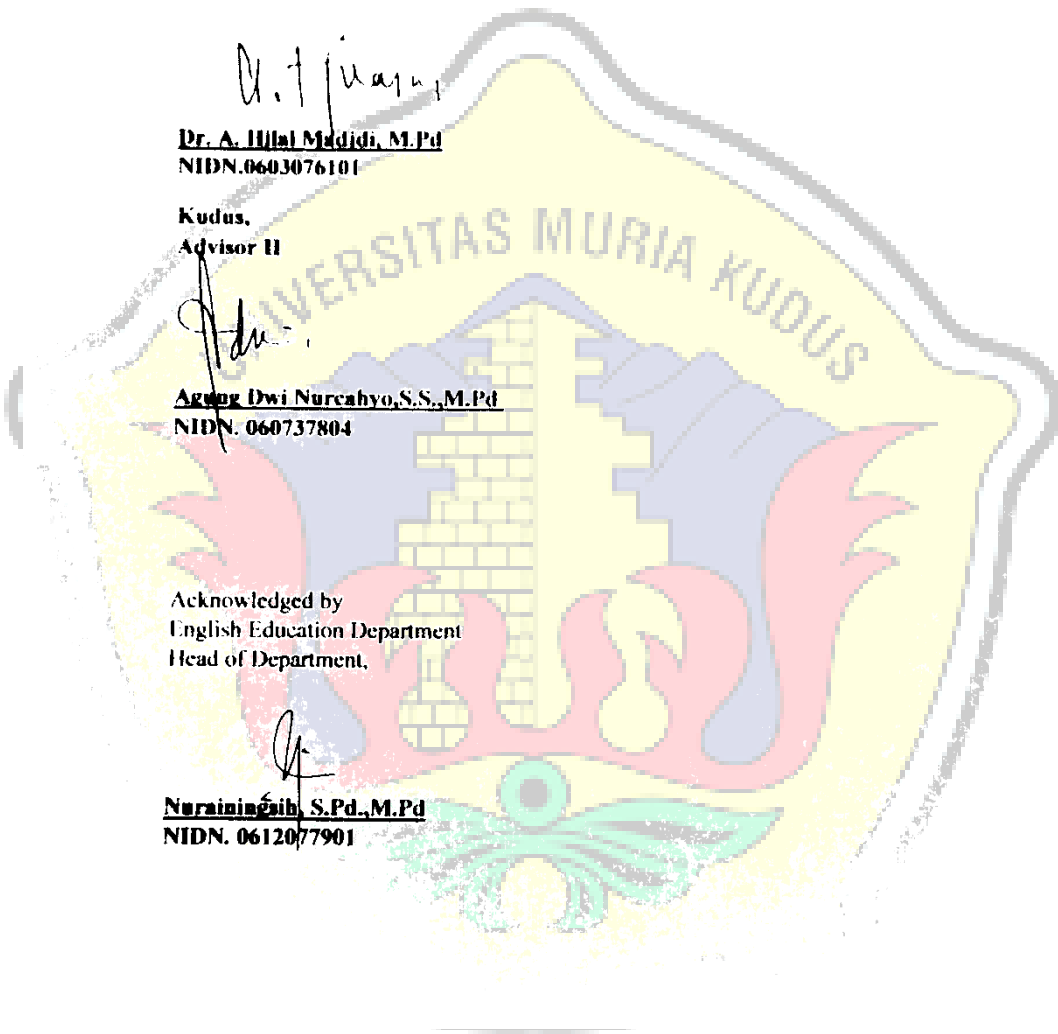 UNIVERSITAS MURIA KUDUS
Dr. A. Hilal Madjdi, M.Pd
NIDN.0603076101
Kudus,
Advisor II
Agung Dwi Nurcahyo,S.S.,M.Pd
NIDN. 060737804
Acknowledged by
English Education Department
Head of Department,
Nurainingsih, S.Pd.,M.Pd
NIDN. 0612077901